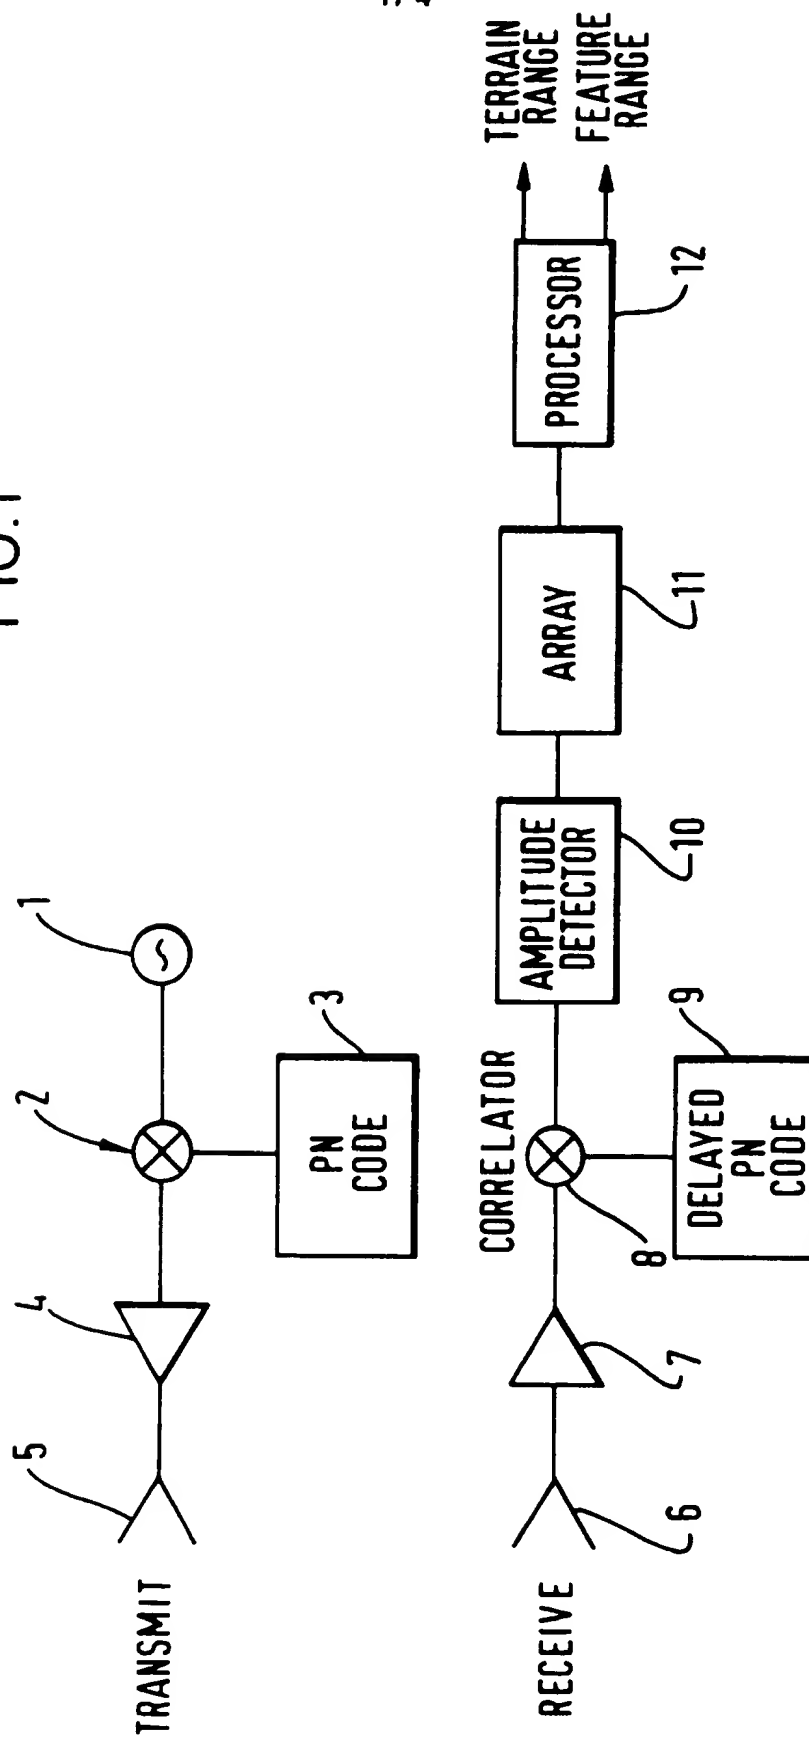 FIG.1
TRANSMIT
5
4
2
1
PN
CODE
3
RECEIVE
6
7
CORRELATOR
8
DELAYED
PN
CODE
9
AMPLITUDE
DETECTOR
10
ARRAY
11
PROCESSOR
12
TERRAIN
RANGE
FEATURE
RANGE